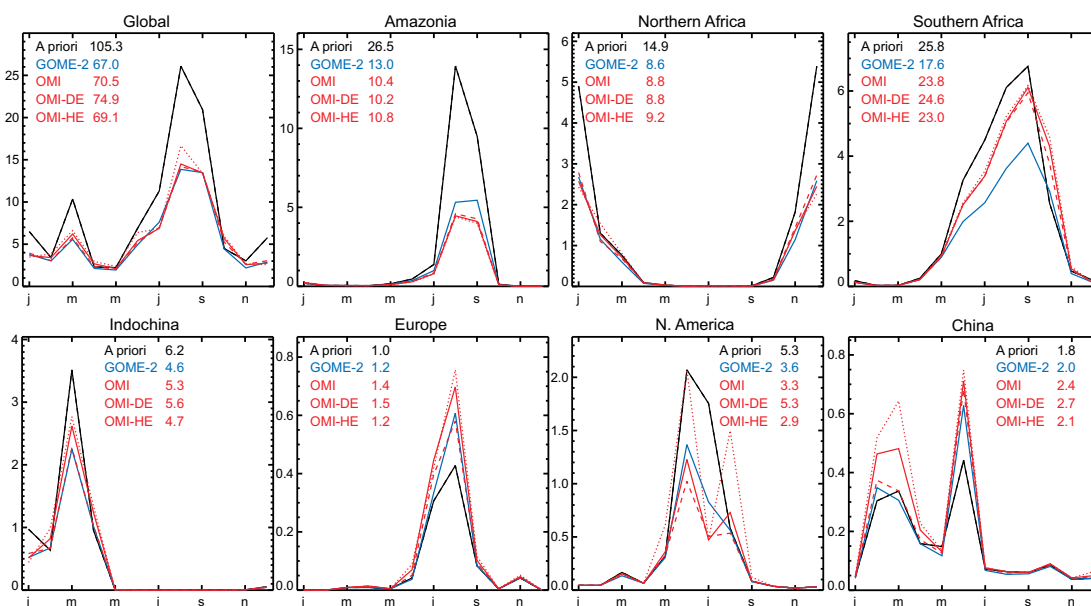 Global
A priori 105.3
GOME-2 67.0
OMI 70.5
OMI-DE 74.9
OMI-HE 69.1
25
20
15
10
5
0
j m m j s n
Amazonia
A priori 26.5
GOME-2 13.0
OMI 10.4
OMI-DE 10.2
OMI-HE 10.8
15
10
5
0
j m m j s n
Northern Africa
A priori 14.9
GOME-2 8.6
OMI 8.8
OMI-DE 8.8
OMI-HE 9.2
6
5
4
3
2
1
0
j m m j s n
Southern Africa
A priori 25.8
GOME-2 17.6
OMI 23.8
OMI-DE 24.6
OMI-HE 23.0
6
4
2
0
j m m j s n
Indochina
A priori 6.2
GOME-2 4.6
OMI 5.3
OMI-DE 5.6
OMI-HE 4.7
4
3
2
1
0
j m m j s n
Europe
A priori 1.0
GOME-2 1.2
OMI 1.4
OMI-DE 1.5
OMI-HE 1.2
0.8
0.6
0.4
0.2
0.0
j m m j s n
N. America
A priori 5.3
GOME-2 3.6
OMI 3.3
OMI-DE 5.3
OMI-HE 2.9
2.0
1.5
1.0
0.5
0.0
j m m j s n
China
A priori 1.8
GOME-2 2.0
OMI 2.4
OMI-DE 2.7
OMI-HE 2.1
0.8
0.6
0.4
0.2
0.0
j m m j s n